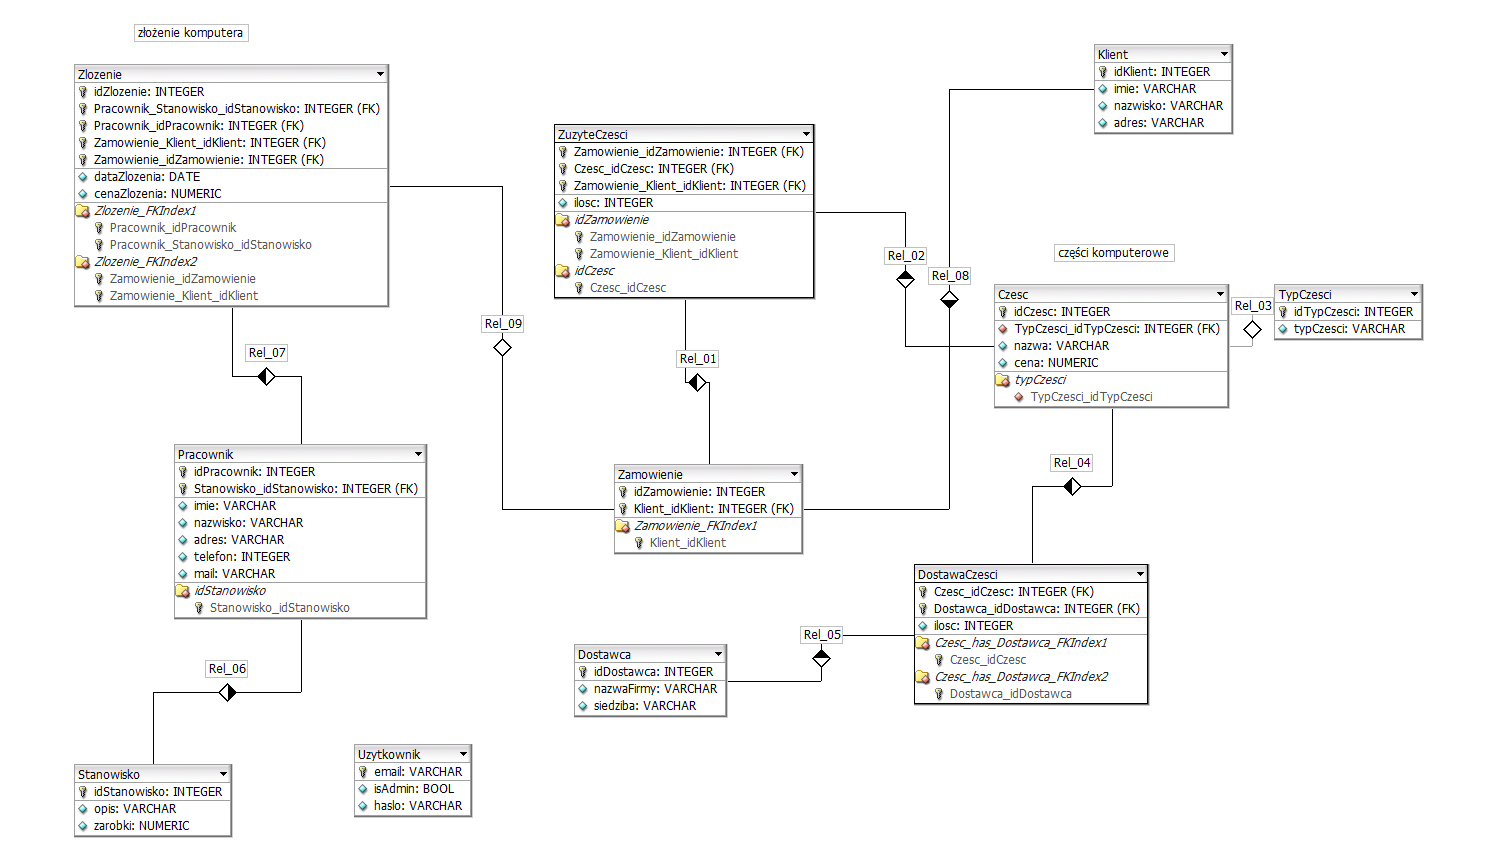 złożenie komputera
Zlozenie
idZlozenie: INTEGER
Pracownik_Stanowisko_idStanowisko: INTEGER (FK)
Pracownik_idPracownik: INTEGER (FK)
Zamowienie_Klient_idKlient: INTEGER (FK)
Zamowienie_idZamowienie: INTEGER (FK)
dataZlozenia: DATE
cenaZlozenia: NUMERIC
Zlozenie_FKIndex1
Pracownik_idPracownik
Pracownik_Stanowisko_idStanowisko
Zlozenie_FKIndex2
Zamowienie_idZamowienie
Zamowienie_Klient_idKlient
ZuzyteCzesci
Zamowienie_idZamowienie: INTEGER (FK)
Czesc_idCzesc: INTEGER (FK)
Zamowienie_Klient_idKlient: INTEGER (FK)
ilosc: INTEGER
idZamowienie
Zamowienie_idZamowienie
Zamowienie_Klient_idKlient
idCzesc
Czesc_idCzesc
Klient
idKlient: INTEGER
imie: VARCHAR
nazwisko: VARCHAR
adres: VARCHAR
części komputerowe
Rel_02
Rel_08
Czesc
idCzesc: INTEGER
TypCzesci_idTypCzesci: INTEGER (FK)
nazwa: VARCHAR
cena: NUMERIC
typCzesci
TypCzesci_idTypCzesci
Rel_03
TypCzesci
idTypCzesci: INTEGER
typCzesci: VARCHAR
Rel_09
Rel_07
Rel_01
Pracownik
idPracownik: INTEGER
Stanowisko_idStanowisko: INTEGER (FK)
imie: VARCHAR
nazwisko: VARCHAR
adres: VARCHAR
telefon: INTEGER
mail: VARCHAR
idStanowisko
Stanowisko_idStanowisko
Zamowienie
idZamowienie: INTEGER
Klient_idKlient: INTEGER (FK)
Zamowienie_FKIndex1
Klient_idKlient
Rel_04
DostawaCzesci
Czesc_idCzesc: INTEGER (FK)
Dostawca_idDostawca: INTEGER (FK)
ilosc: INTEGER
Czesc_has_Dostawca_FKIndex1
Czesc_idCzesc
Czesc_has_Dostawca_FKIndex2
Dostawca_idDostawca
Rel_05
Dostawca
idDostawca: INTEGER
nazwaFirmy: VARCHAR
siedziba: VARCHAR
Rel_06
Stanowisko
idStanowisko: INTEGER
opis: VARCHAR
zarobki: NUMERIC
Uzytkownik
email: VARCHAR
isAdmin: BOOL
haslo: VARCHAR